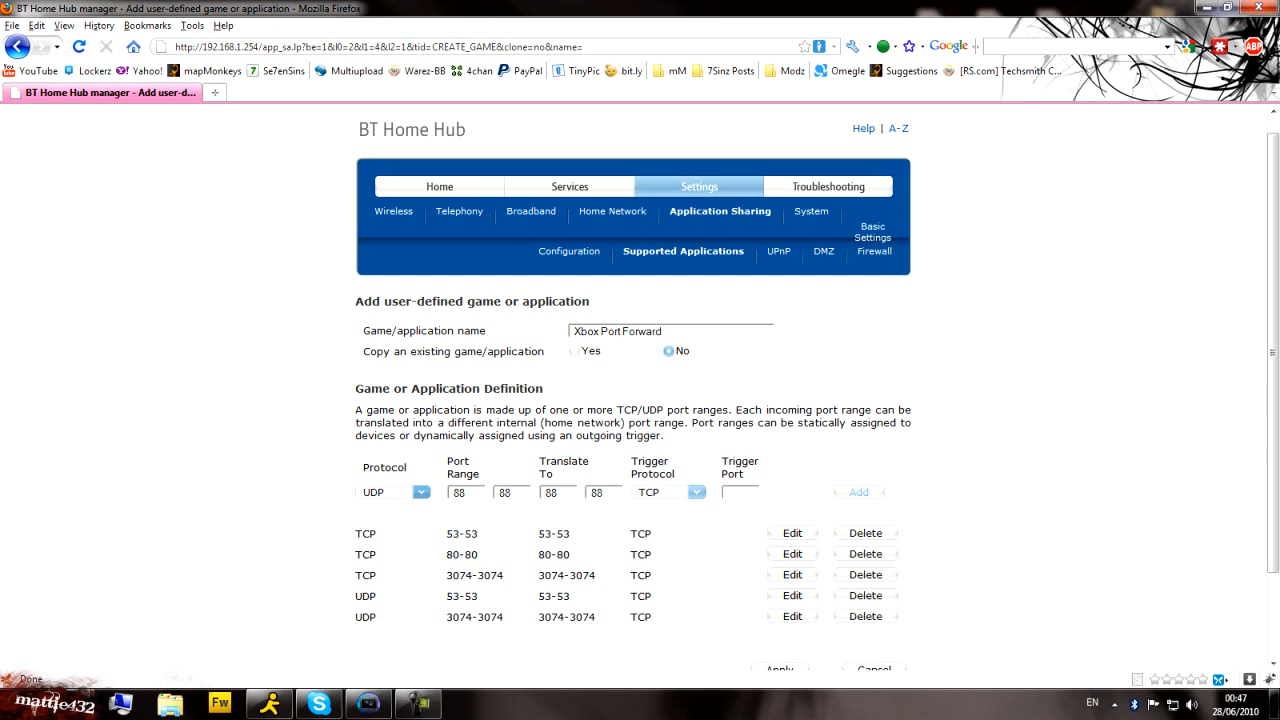 BT Home Hub manager - Add user-defined game or application - Mozilla Firefox
File Edit View History Bookmarks Tools Help
http://192.168.1.254/app_sa.lp?be=1&l0=2&l1=4&l2=1&tid=CREATE_GAME&clone=no&name= Google
YouTube Lockerz Yahoo! mapMonkeys Se7enSins Multiupload Warez-BB 4chan PayPal TinyPic bit.ly mM 7Sinz Posts Modz Omegle Suggestions [RS.com] Techsmith C... ABP
BT Home Hub manager - Add user-d...
BT Home Hub
Help | A-Z
Home Services Settings Troubleshooting
Wireless Telephony Broadband Home Network Application Sharing System
Basic
Settings
Configuration Supported Applications UPnP DMZ Firewall
Add user-defined game or application
Game/application name Xbox Port Forward
Copy an existing game/application Yes No
Game or Application Definition
A game or application is made up of one or more TCP/UDP port ranges. Each incoming port range can be
translated into a different internal (home network) port range. Port ranges can be statically assigned to
devices or dynamically assigned using an outgoing trigger.
Protocol Port Range Translate To Trigger Protocol Trigger Port
UDP 88 88 88 88 TCP Add
TCP 53-53 53-53 TCP Edit Delete
TCP 80-80 80-80 TCP Edit Delete
TCP 3074-3074 3074-3074 TCP Edit Delete
UDP 53-53 53-53 TCP Edit Delete
UDP 3074-3074 3074-3074 TCP Edit Delete
Apply Cancel
Done
mattie432 Fw EN 00:47
28/06/2010